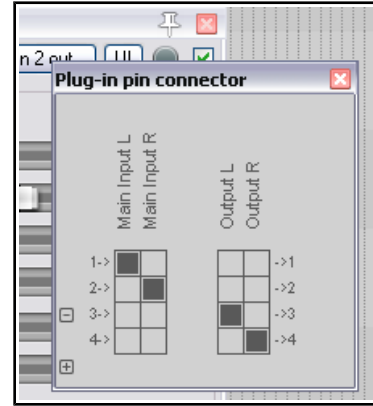 n 2 out
UI
Plug-in pin connector
Main Input L
Main Input R
Output L
Output R
1->
->1
2->
->2
3->
->3
4->
->4